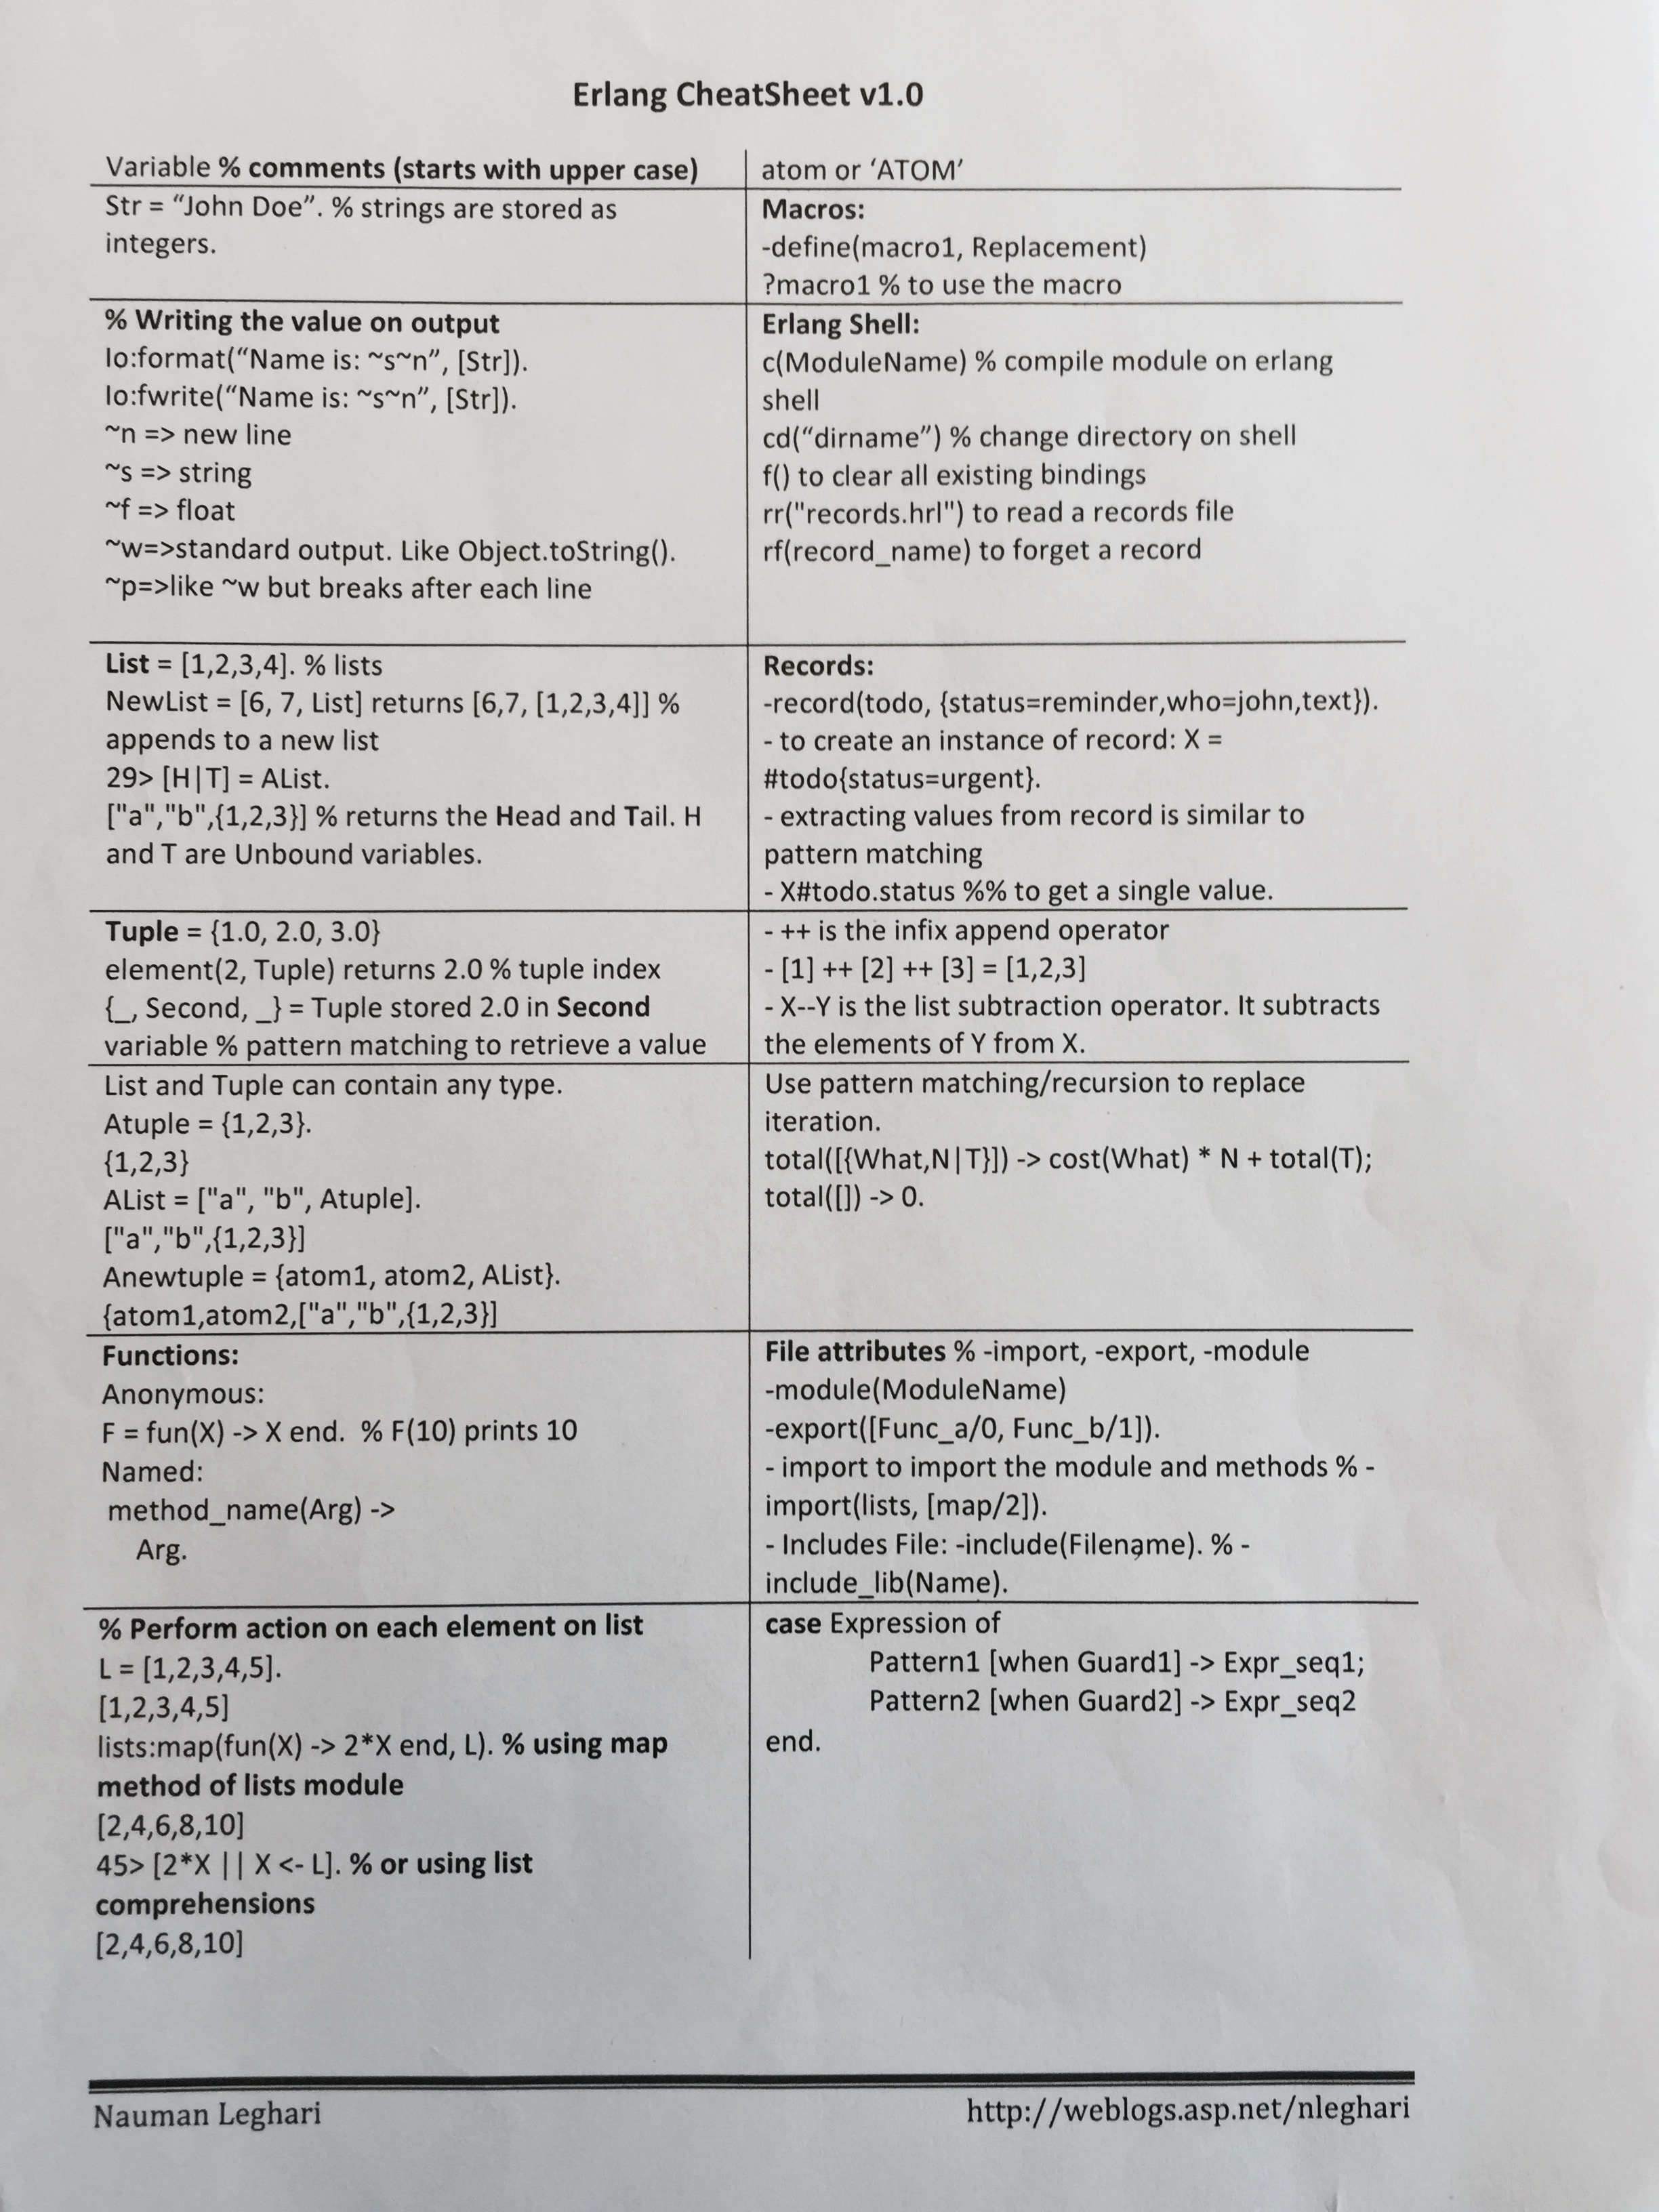 Erlang CheatSheet v1.0
Variable % comments (starts with upper case)
atom or ‘ATOM’
Str = “John Doe”. % strings are stored as
integers.
Macros:
-define(macro1, Replacement)
?macro1 % to use the macro
% Writing the value on output
Io:format(“Name is: ~s~n”, [Str]).
Io:fwrite(“Name is: ~s~n”, [Str]).
~n => new line
~s => string
~f => float
~w=>standard output. Like Object.toString().
~p=>like ~w but breaks after each line
Erlang Shell:
c(ModuleName) % compile module on erlang
shell
cd(“dirname”) % change directory on shell
f() to clear all existing bindings
rr("records.hrl") to read a records file
rf(record_name) to forget a record
List = [1,2,3,4]. % lists
NewList = [6, 7, List] returns [6,7, [1,2,3,4]] %
appends to a new list
29> [H|T] = AList.
["a","b",{1,2,3}] % returns the Head and Tail. H
and T are Unbound variables.
Records:
-record(todo, {status=reminder,who=john,text}).
- to create an instance of record: X =
#todo{status=urgent}.
- extracting values from record is similar to
pattern matching
- X#todo.status %% to get a single value.
Tuple = {1.0, 2.0, 3.0}
element(2, Tuple) returns 2.0 % tuple index
{_, Second, _} = Tuple stored 2.0 in Second
variable % pattern matching to retrieve a value
- ++ is the infix append operator
- [1] ++ [2] ++ [3] = [1,2,3]
- X--Y is the list subtraction operator. It subtracts
the elements of Y from X.
List and Tuple can contain any type.
Atuple = {1,2,3}.
{1,2,3}
AList = ["a", "b", Atuple].
["a","b",{1,2,3}]
Anewtuple = {atom1, atom2, AList}.
{atom1,atom2,["a","b",{1,2,3}]
Use pattern matching/recursion to replace
iteration.
total([{What,N|T}]) -> cost(What) * N + total(T);
total([]) -> 0.
Functions:
Anonymous:
F = fun(X) -> X end.  % F(10) prints 10
Named:
method_name(Arg) ->
Arg.
File attributes % -import, -export, -module
-module(ModuleName)
-export([Func_a/0, Func_b/1]).
- import to import the module and methods % -
import(lists, [map/2]).
- Includes File: -include(Filename). % -
include_lib(Name).
% Perform action on each element on list
L = [1,2,3,4,5].
[1,2,3,4,5]
lists:map(fun(X) -> 2*X end, L). % using map
method of lists module
[2,4,6,8,10]
45> [2*X || X <- L]. % or using list
comprehensions
[2,4,6,8,10]
case Expression of
Pattern1 [when Guard1] -> Expr_seq1;
Pattern2 [when Guard2] -> Expr_seq2
end.
Nauman Leghari
http://weblogs.asp.net/nleghari